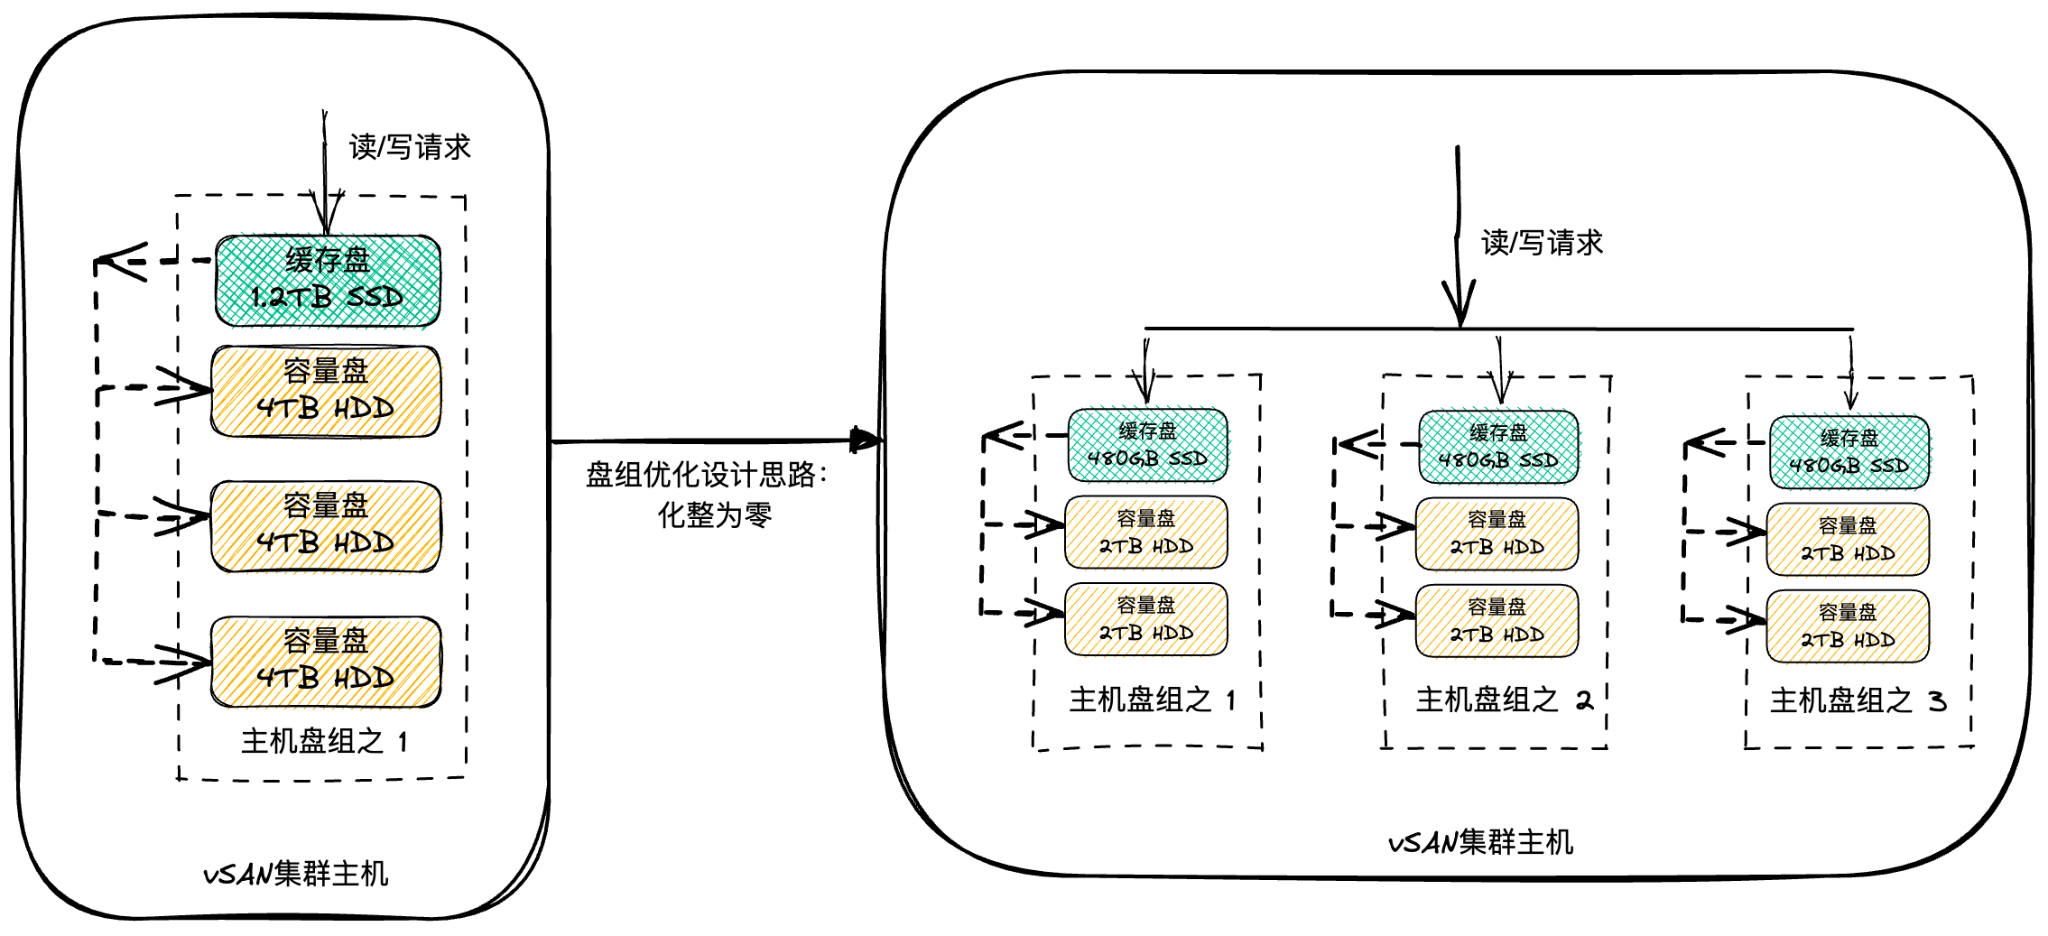 读/写请求
缓存盘
1.2TB SSD
容量盘
4TB HDD
容量盘
4TB HDD
容量盘
4TB HDD
主机盘组之 1
vSAN集群主机
盘组优化设计思路：
化整为零
读/写请求
缓存盘
480GB SSD
容量盘
2TB HDD
容量盘
2TB HDD
主机盘组之 1
缓存盘
480GB SSD
容量盘
2TB HDD
容量盘
2TB HDD
主机盘组之 2
缓存盘
480GB SSD
容量盘
2TB HDD
容量盘
2TB HDD
主机盘组之 3
vSAN集群主机